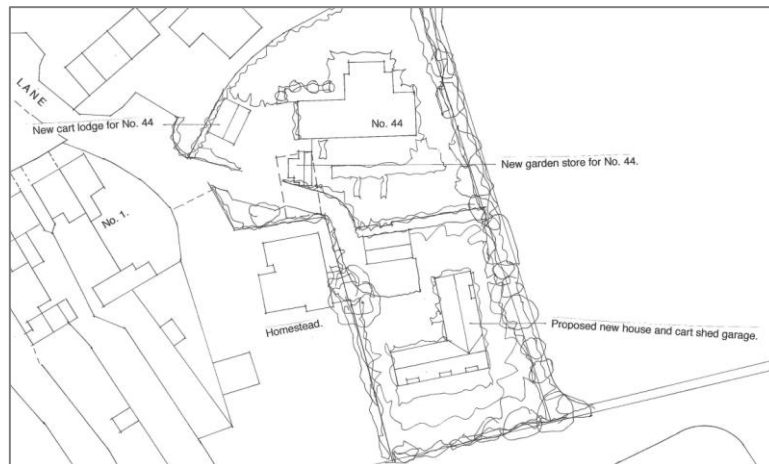 LANE
New cart lodge for No. 44
No. 44
New garden store for No. 44.
No. 1.
Homestead.
Proposed new house and cart shed garage.